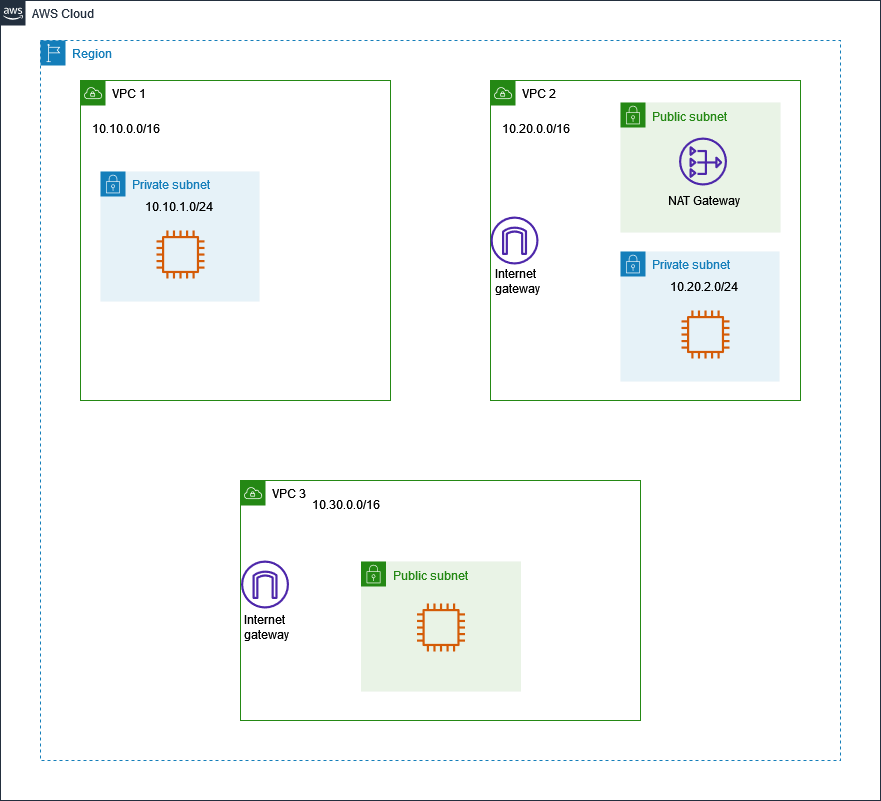 aws
AWS Cloud
Region
VPC 1
10.10.0.0/16
Private subnet
10.10.1.0/24
VPC 2
10.20.0.0/16
Public subnet
NAT Gateway
Internet
gateway
Private subnet
10.20.2.0/24
VPC 3
10.30.0.0/16
Internet
gateway
Public subnet